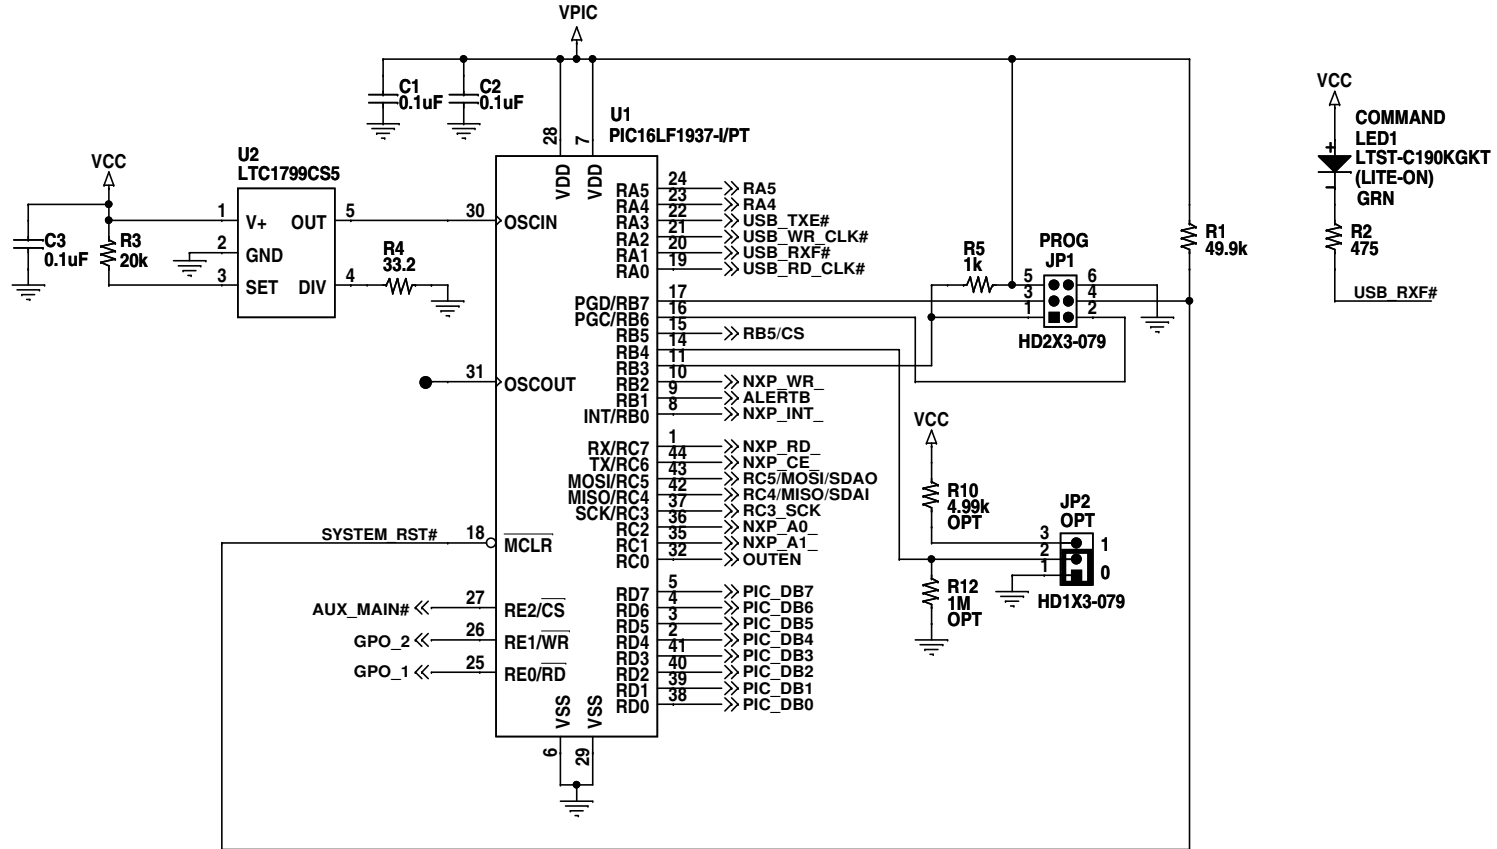 VPIC
C1
0.1uF
C2
0.1uF
U1
PIC16LF1937-I/PT
28
7
VDD
VDD
VCC
U2
LTC1799CS5
1
V+
OUT
5
2
GND
3
SET
DIV
4
C3
0.1uF
R3
20k
R4
33.2
30
OSCIN
31
OSCOUT
SYSTEM_RST#
18
MCLR
AUX_MAIN#
27
RE2/CS
GPO_2
26
RE1/WR
GPO_1
25
RE0/RD
VSS
VSS
6
29
RA5 24 RA5
RA4 23 RA4
RA3 22 USB_TXE#
RA2 21 USB_WR_CLK#
RA1 20 USB_RXF#
RA0 19 USB_RD_CLK#
PGD/RB7 17
PGC/RB6 16
RB5 15 RB5/CS
RB4 14
RB3 11
RB2 10 NXP_WR_
RB1 9 ALERTB
INT/RB0 8 NXP_INT_
RX/RC7 1 NXP_RD_
TX/RC6 44 NXP_CE_
MOSI/RC5 43 RC5/MOSI/SDAO
MISO/RC4 42 RC4/MISO/SDAI
SCK/RC3 37 RC3_SCK
RC2 36 NXP_A0_
RC1 35 NXP_A1_
RC0 32 OUTEN
RD7 5 PIC_DB7
RD6 4 PIC_DB6
RD5 3 PIC_DB5
RD4 2 PIC_DB4
RD3 41 PIC_DB3
RD2 40 PIC_DB2
RD1 39 PIC_DB1
RD0 38 PIC_DB0
R5
1k
PROG
JP1
5 6
3 4
1 2
HD2X3-079
R1
49.9k
VCC
R10
4.99k
OPT
JP2
OPT
3 1
2
1 0
HD1X3-079
R12
1M
OPT
VCC
COMMAND
LED1
LTST-C190KGKT
(LITE-ON)
GRN
+
-
R2
475
USB_RXF#